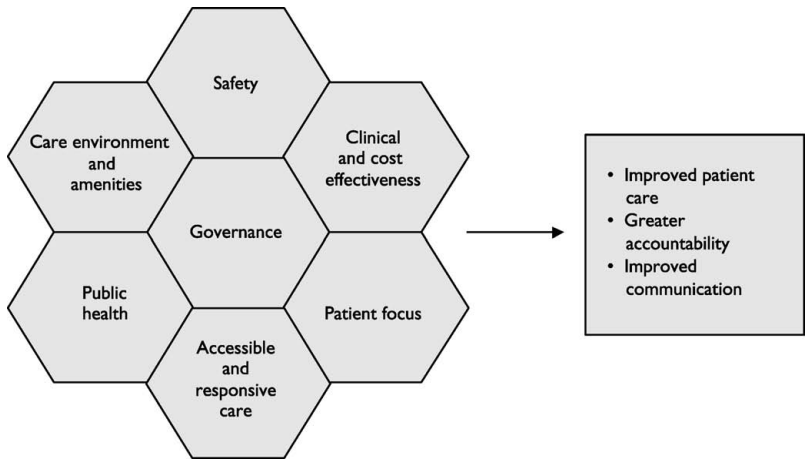 Safety
Care environment
and
amenities
Clinical
and cost
effectiveness
Governance
Public
health
Patient focus
Accessible
and
responsive
care
• Improved patient
care
• Greater
accountability
• Improved
communication